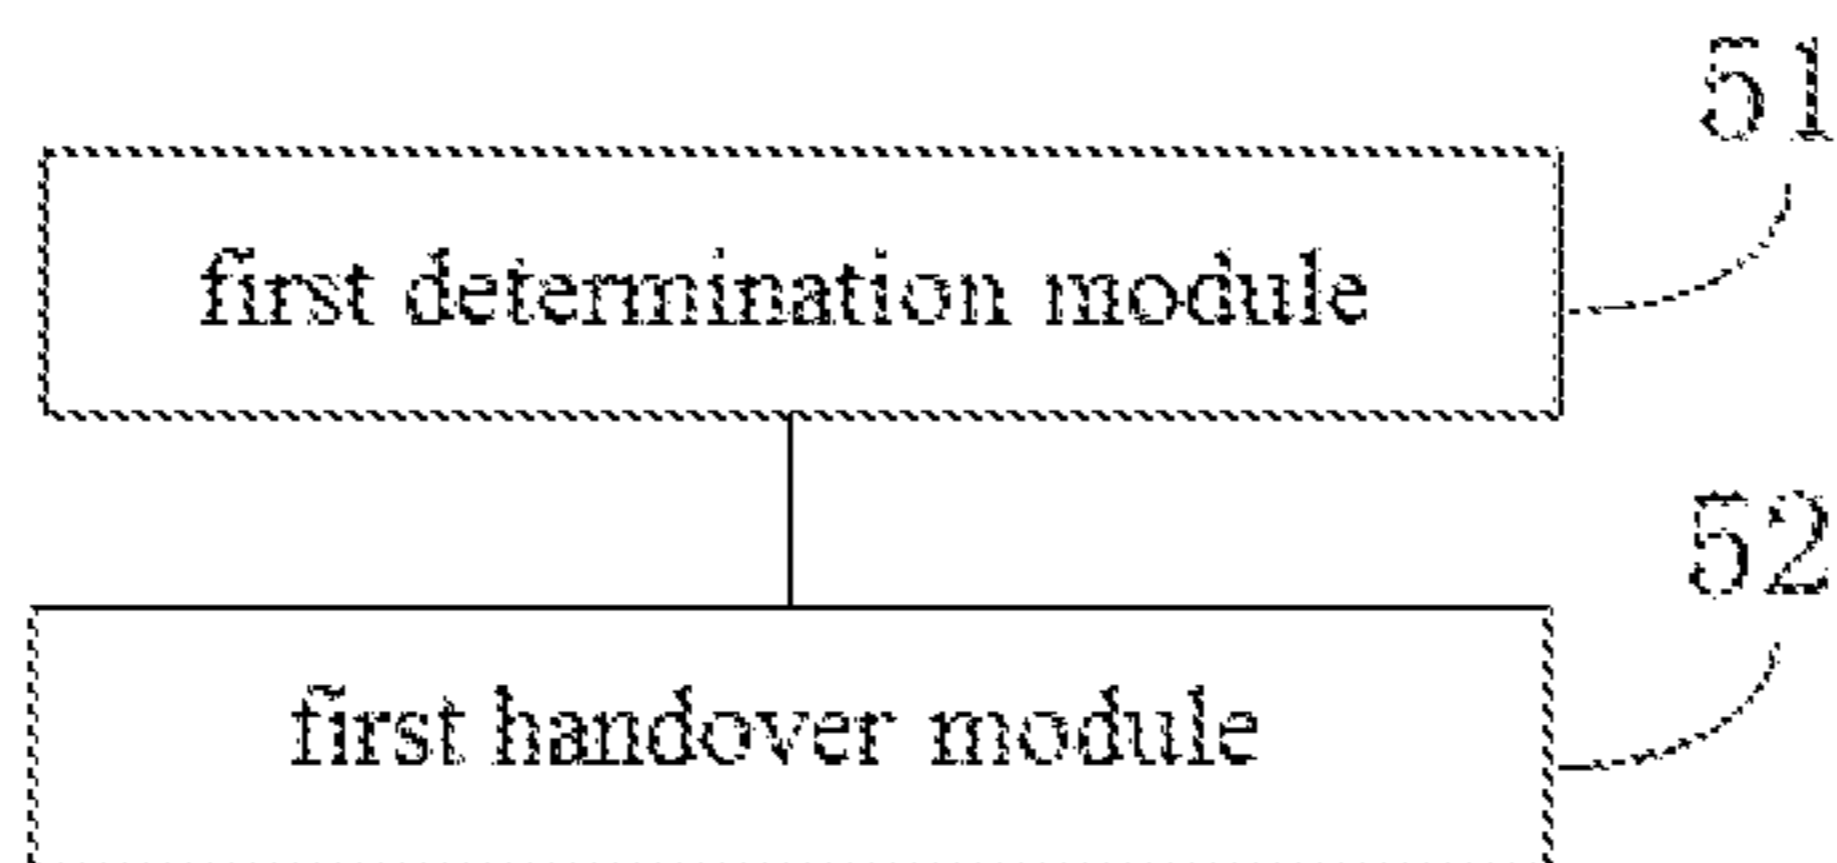 51
first determination module
52
first handover module